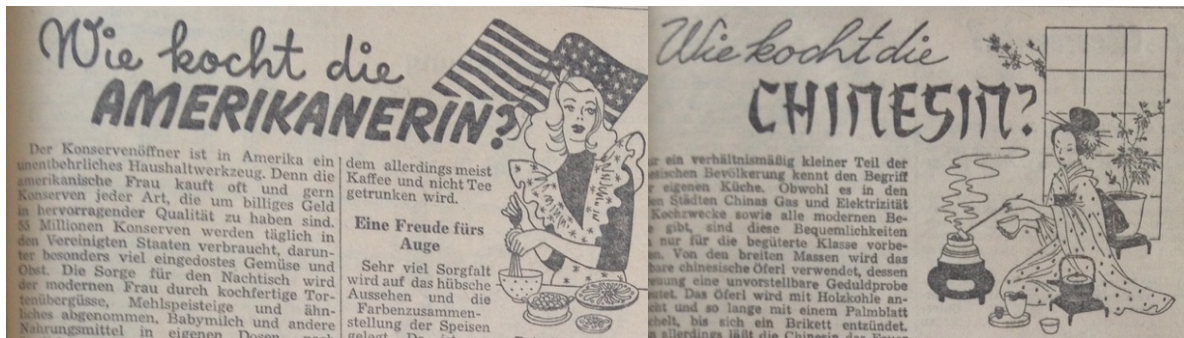 Wie kocht die
AMERIKANERIN?
Der Konservenöffner ist in Amerika ein
unentbehrliches Haushaltwerkzeug. Denn die
amerikanische Frau kauft oft und gern
Konserven jeder Art, die um billiges Geld
in hervorragender Qualität zu haben sind.
55 Millionen Konserven werden täglich in
den Vereinigten Staaten verbraucht, darun-
ter besonders viel eingedostes Gemüse und
Obst. Die Sorge für den Nachtisch wird
der modernen Frau durch kochfertige Tor-
tenübergüsse, Mehlspeisteige und ähn-
liches abgenommen. Babymilch und andere
Nahrungsmittel in eigenen Dosen
dem allerdings meist
Kaffee und nicht Tee
getrunken wird.
Eine Freude fürs
Auge
Sehr viel Sorgfalt
wird auf das hübsche
Aussehen und die
Farbenzusammen-
stellung der Speisen
Wie kocht die
CHINESIN?
ein verhältnismäßig kleiner Teil der
Bevölkerung kennt den Begriff
eigenen Küche. Obwohl es in den
Städten Chinas Gas und Elektrizität
Kochzwecke sowie alle modernen Be-
gibt, sind diese Bequemlichkeiten
nur für die begüterte Klasse vorbe-
Von den breiten Massen wird das
chinesische Öferl verwendet, dessen
eine unvorstellbare Geduldprobe
Das Öferl wird mit Holzkohle an-
und so lange mit einem Palmblatt
bis sich ein Brikett entzündet.
allerdings läßt die Chinesin das Feuer